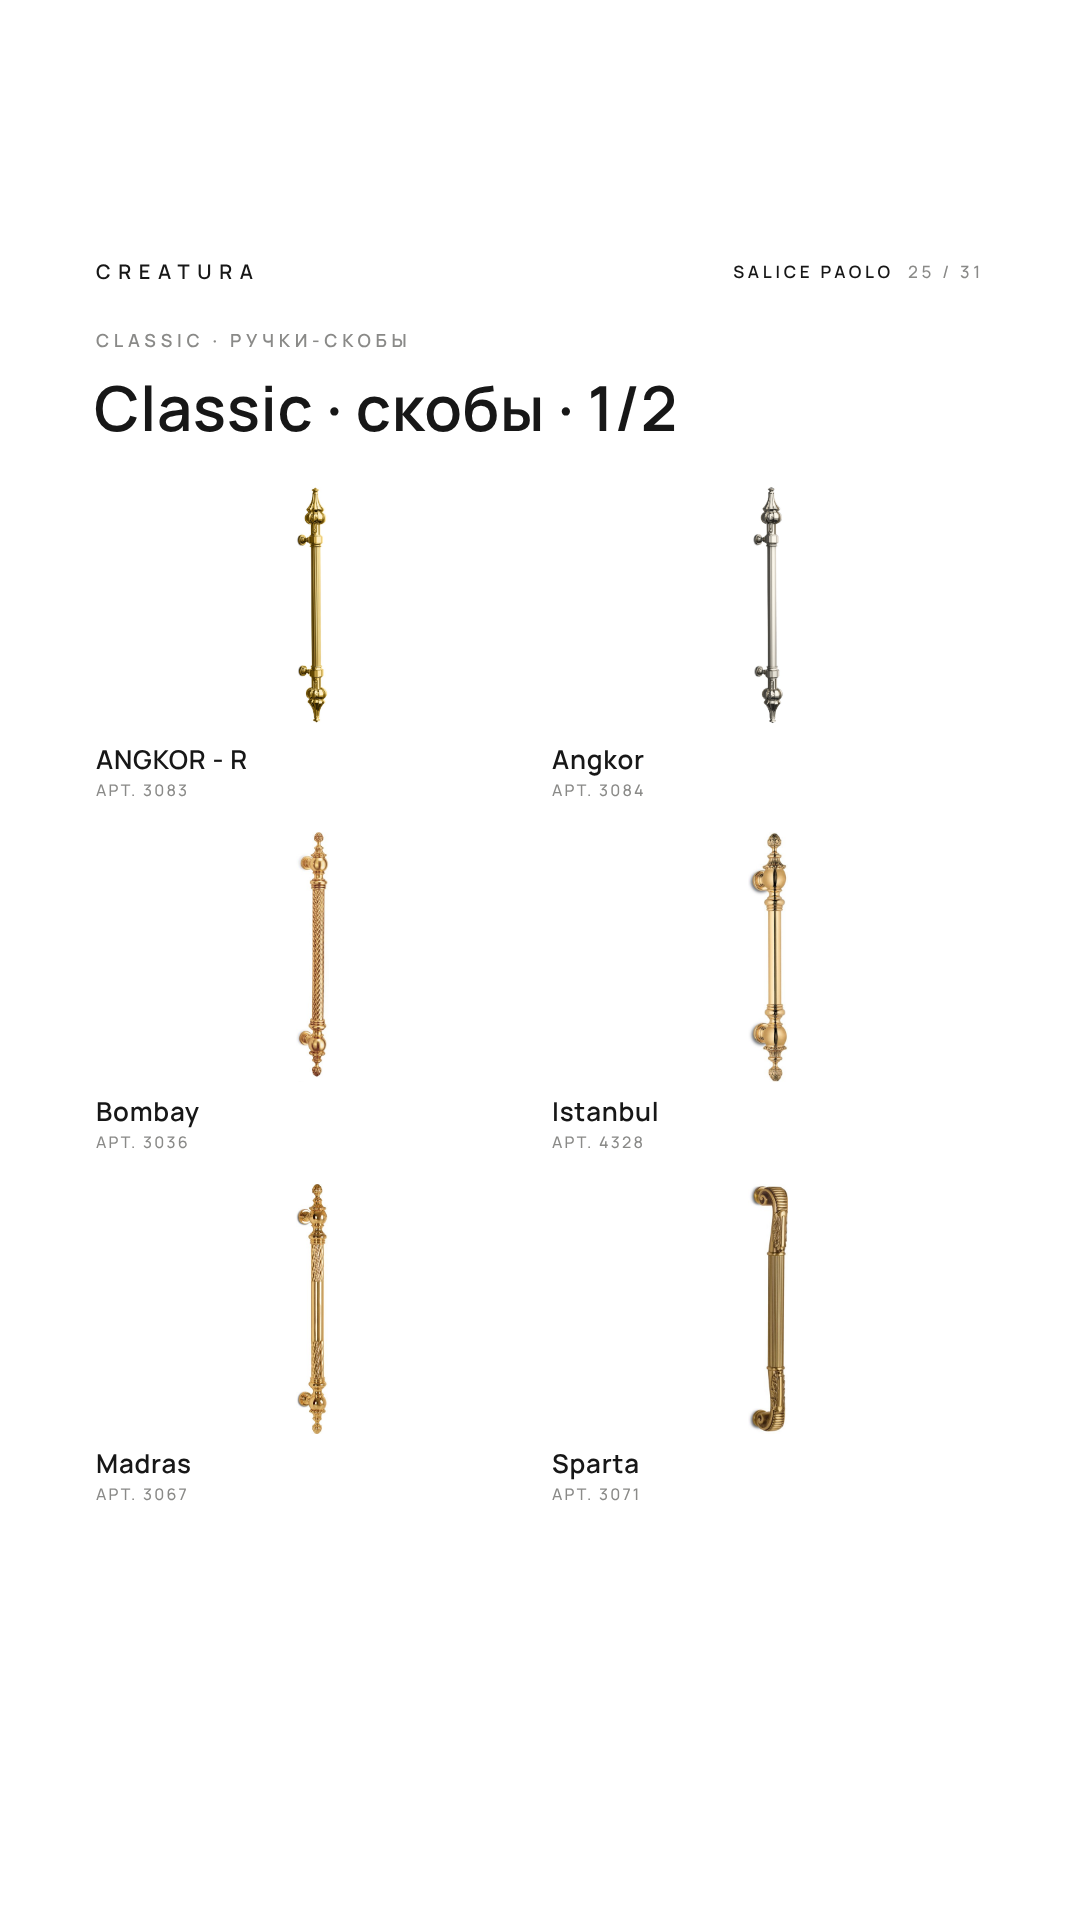 CREATURA
SALICE PAOLO 25 / 31
CLASSIC · РУЧКИ-СКОБЫ
Classic · скобы · 1/2
ANGKOR - R
АРТ. 3083
Angkor
АРТ. 3084
Bombay
АРТ. 3036
Istanbul
АРТ. 4328
Madras
АРТ. 3067
Sparta
АРТ. 3071